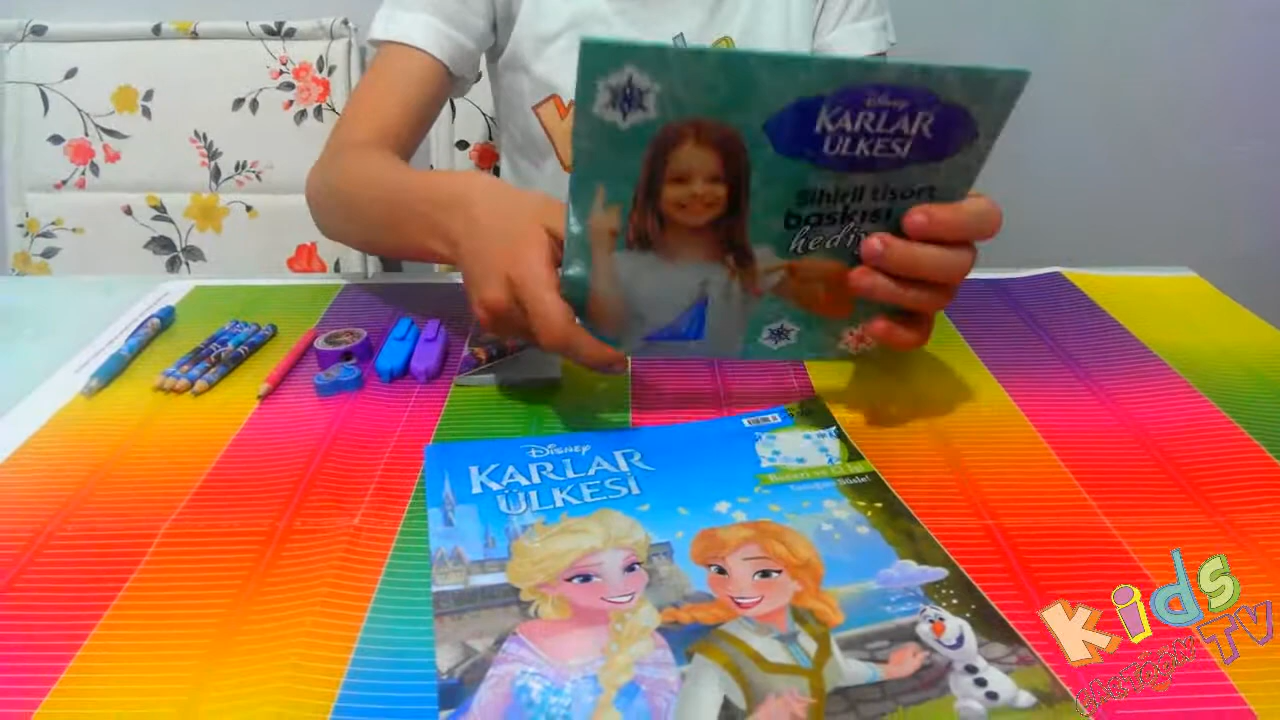 Disney
KARLAR
ÜLKESİ
Sihirli tişört
baskısı
Disney
KARLAR
ÜLKESİ
Kids
TV